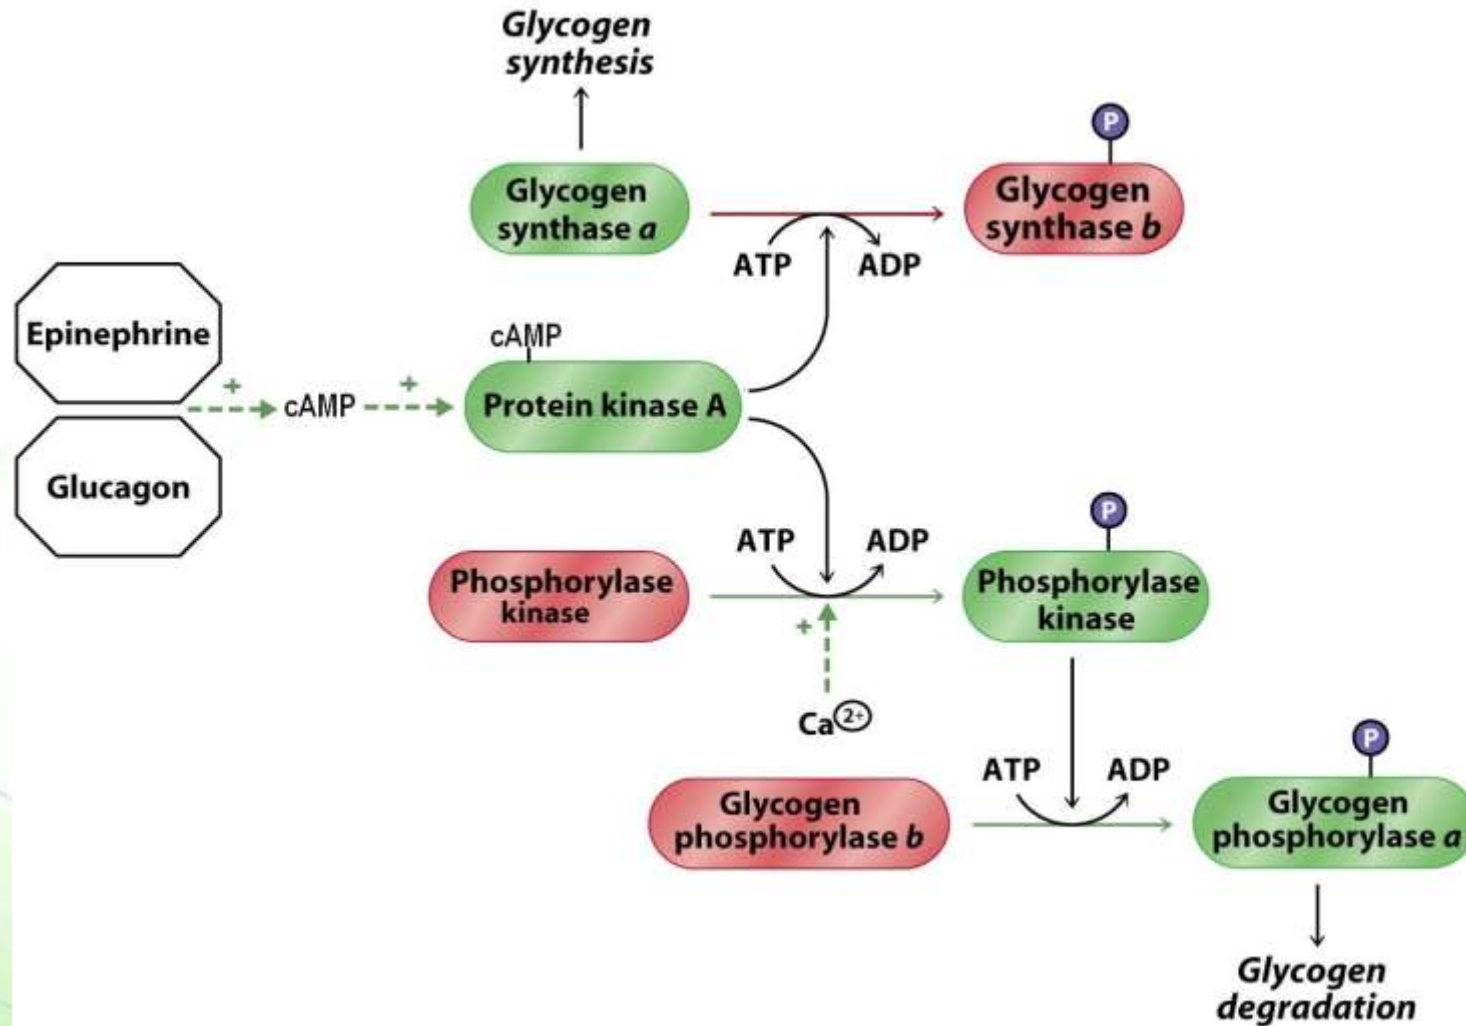 Glycogen
synthesis
P
Glycogen
synthase a
Glycogen
synthase b
ATP
ADP
Epinephrine
cAMP
+
+
cAMP
Protein kinase A
Glucagon
P
ATP
ADP
Phosphorylase
kinase
Phosphorylase
kinase
+
Ca2+
P
ATP
ADP
Glycogen
phosphorylase b
Glycogen
phosphorylase a
Glycogen
degradation